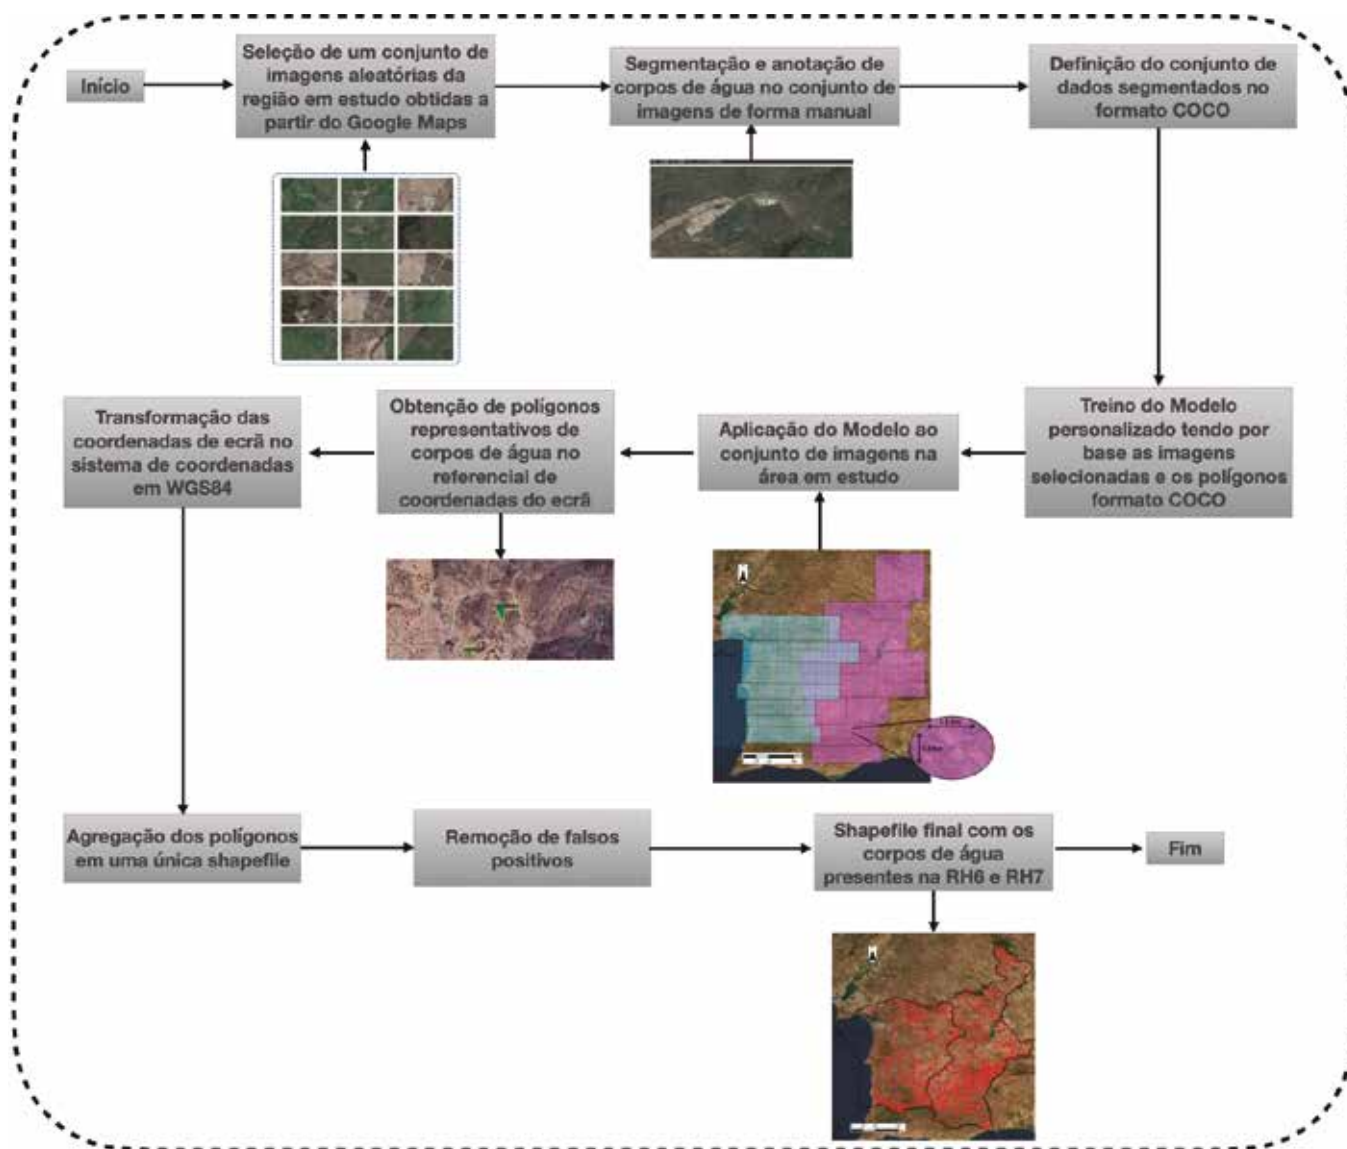 Início
Seleção de um conjunto de
imagens aleatórias da
região em estudo obtidas a
partir do Google Maps
Segmentação e anotação de
corpos de água no conjunto de
imagens de forma manual
Definição do conjunto de
dados segmentados no
formato COCO
Treino do Modelo
personalizado tendo por
base as imagens
selecionadas e os polígonos
formato COCO
Aplicação do Modelo ao
conjunto de imagens na
área em estudo
Obtenção de polígonos
representativos de
corpos de água no
referencial de
coordenadas do ecrã
Transformação das
coordenadas de ecrã no
sistema de coordenadas
em WGS84
Agregação dos polígonos
em uma única shapefile
Remoção de falsos
positivos
Shapefile final com os
corpos de água
presentes na RH6 e RH7
Fim